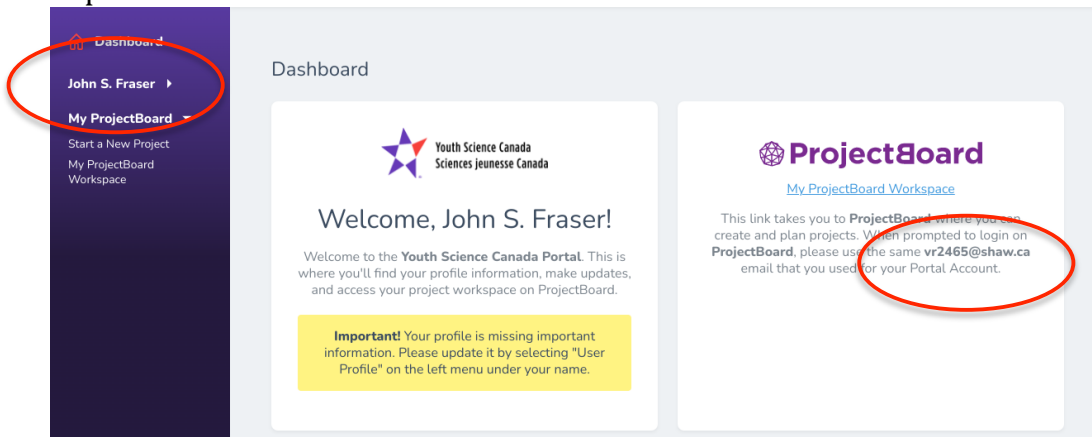 Dashboard
John S. Fraser
My ProjectBoard
Start a New Project
My ProjectBoard
Workspace
Dashboard
Youth Science Canada
Sciences jeunesse Canada
Welcome, John S. Fraser!
Welcome to the Youth Science Canada Portal. This is
where you'll find your profile information, make updates,
and access your project workspace on ProjectBoard.
Important! Your profile is missing important
information. Please update it by selecting "User
Profile" on the left menu under your name.
ProjectBoard
My ProjectBoard Workspace
This link takes you to ProjectBoard where you can
create and plan projects. When prompted to login on
ProjectBoard, please use the same vr2465@shaw.ca
email that you used for your Portal Account.